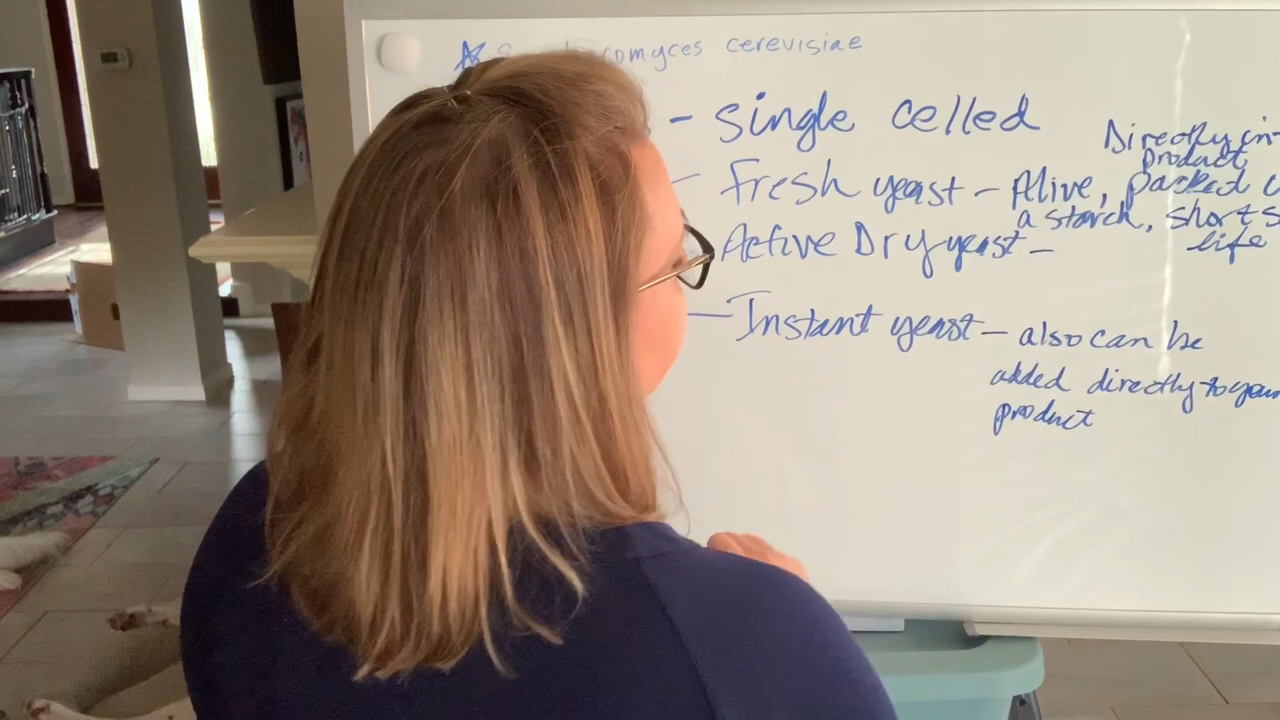 cerevisiae
- single celled
Directly in-
product
- Fresh yeast - Alive, packed
a starch, short
life
Active Dry yeast -
- Instant yeast - also can be
added directly to your
product